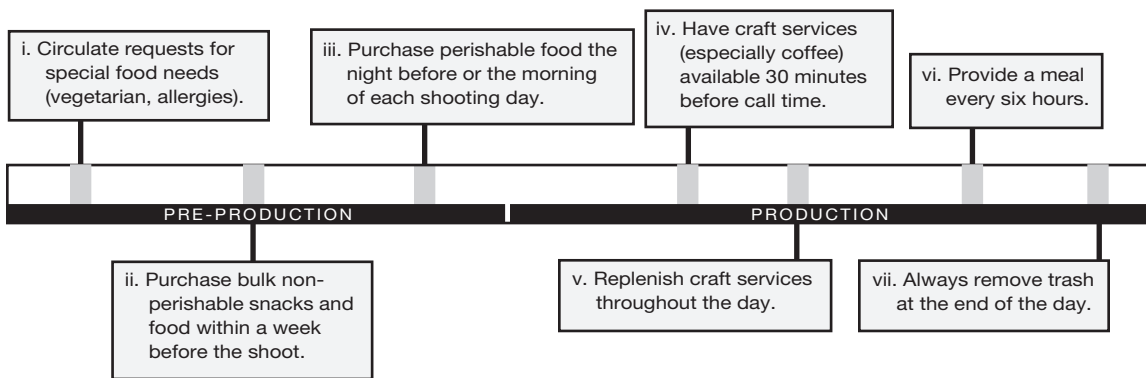 i. Circulate requests for
special food needs
(vegetarian, allergies).
iii. Purchase perishable food the
night before or the morning
of each shooting day.
iv. Have craft services
(especially coffee)
available 30 minutes
before call time.
vi. Provide a meal
every six hours.
PRE-PRODUCTION
PRODUCTION
ii. Purchase bulk non-
perishable snacks and
food within a week
before the shoot.
v. Replenish craft services
throughout the day.
vii. Always remove trash
at the end of the day.